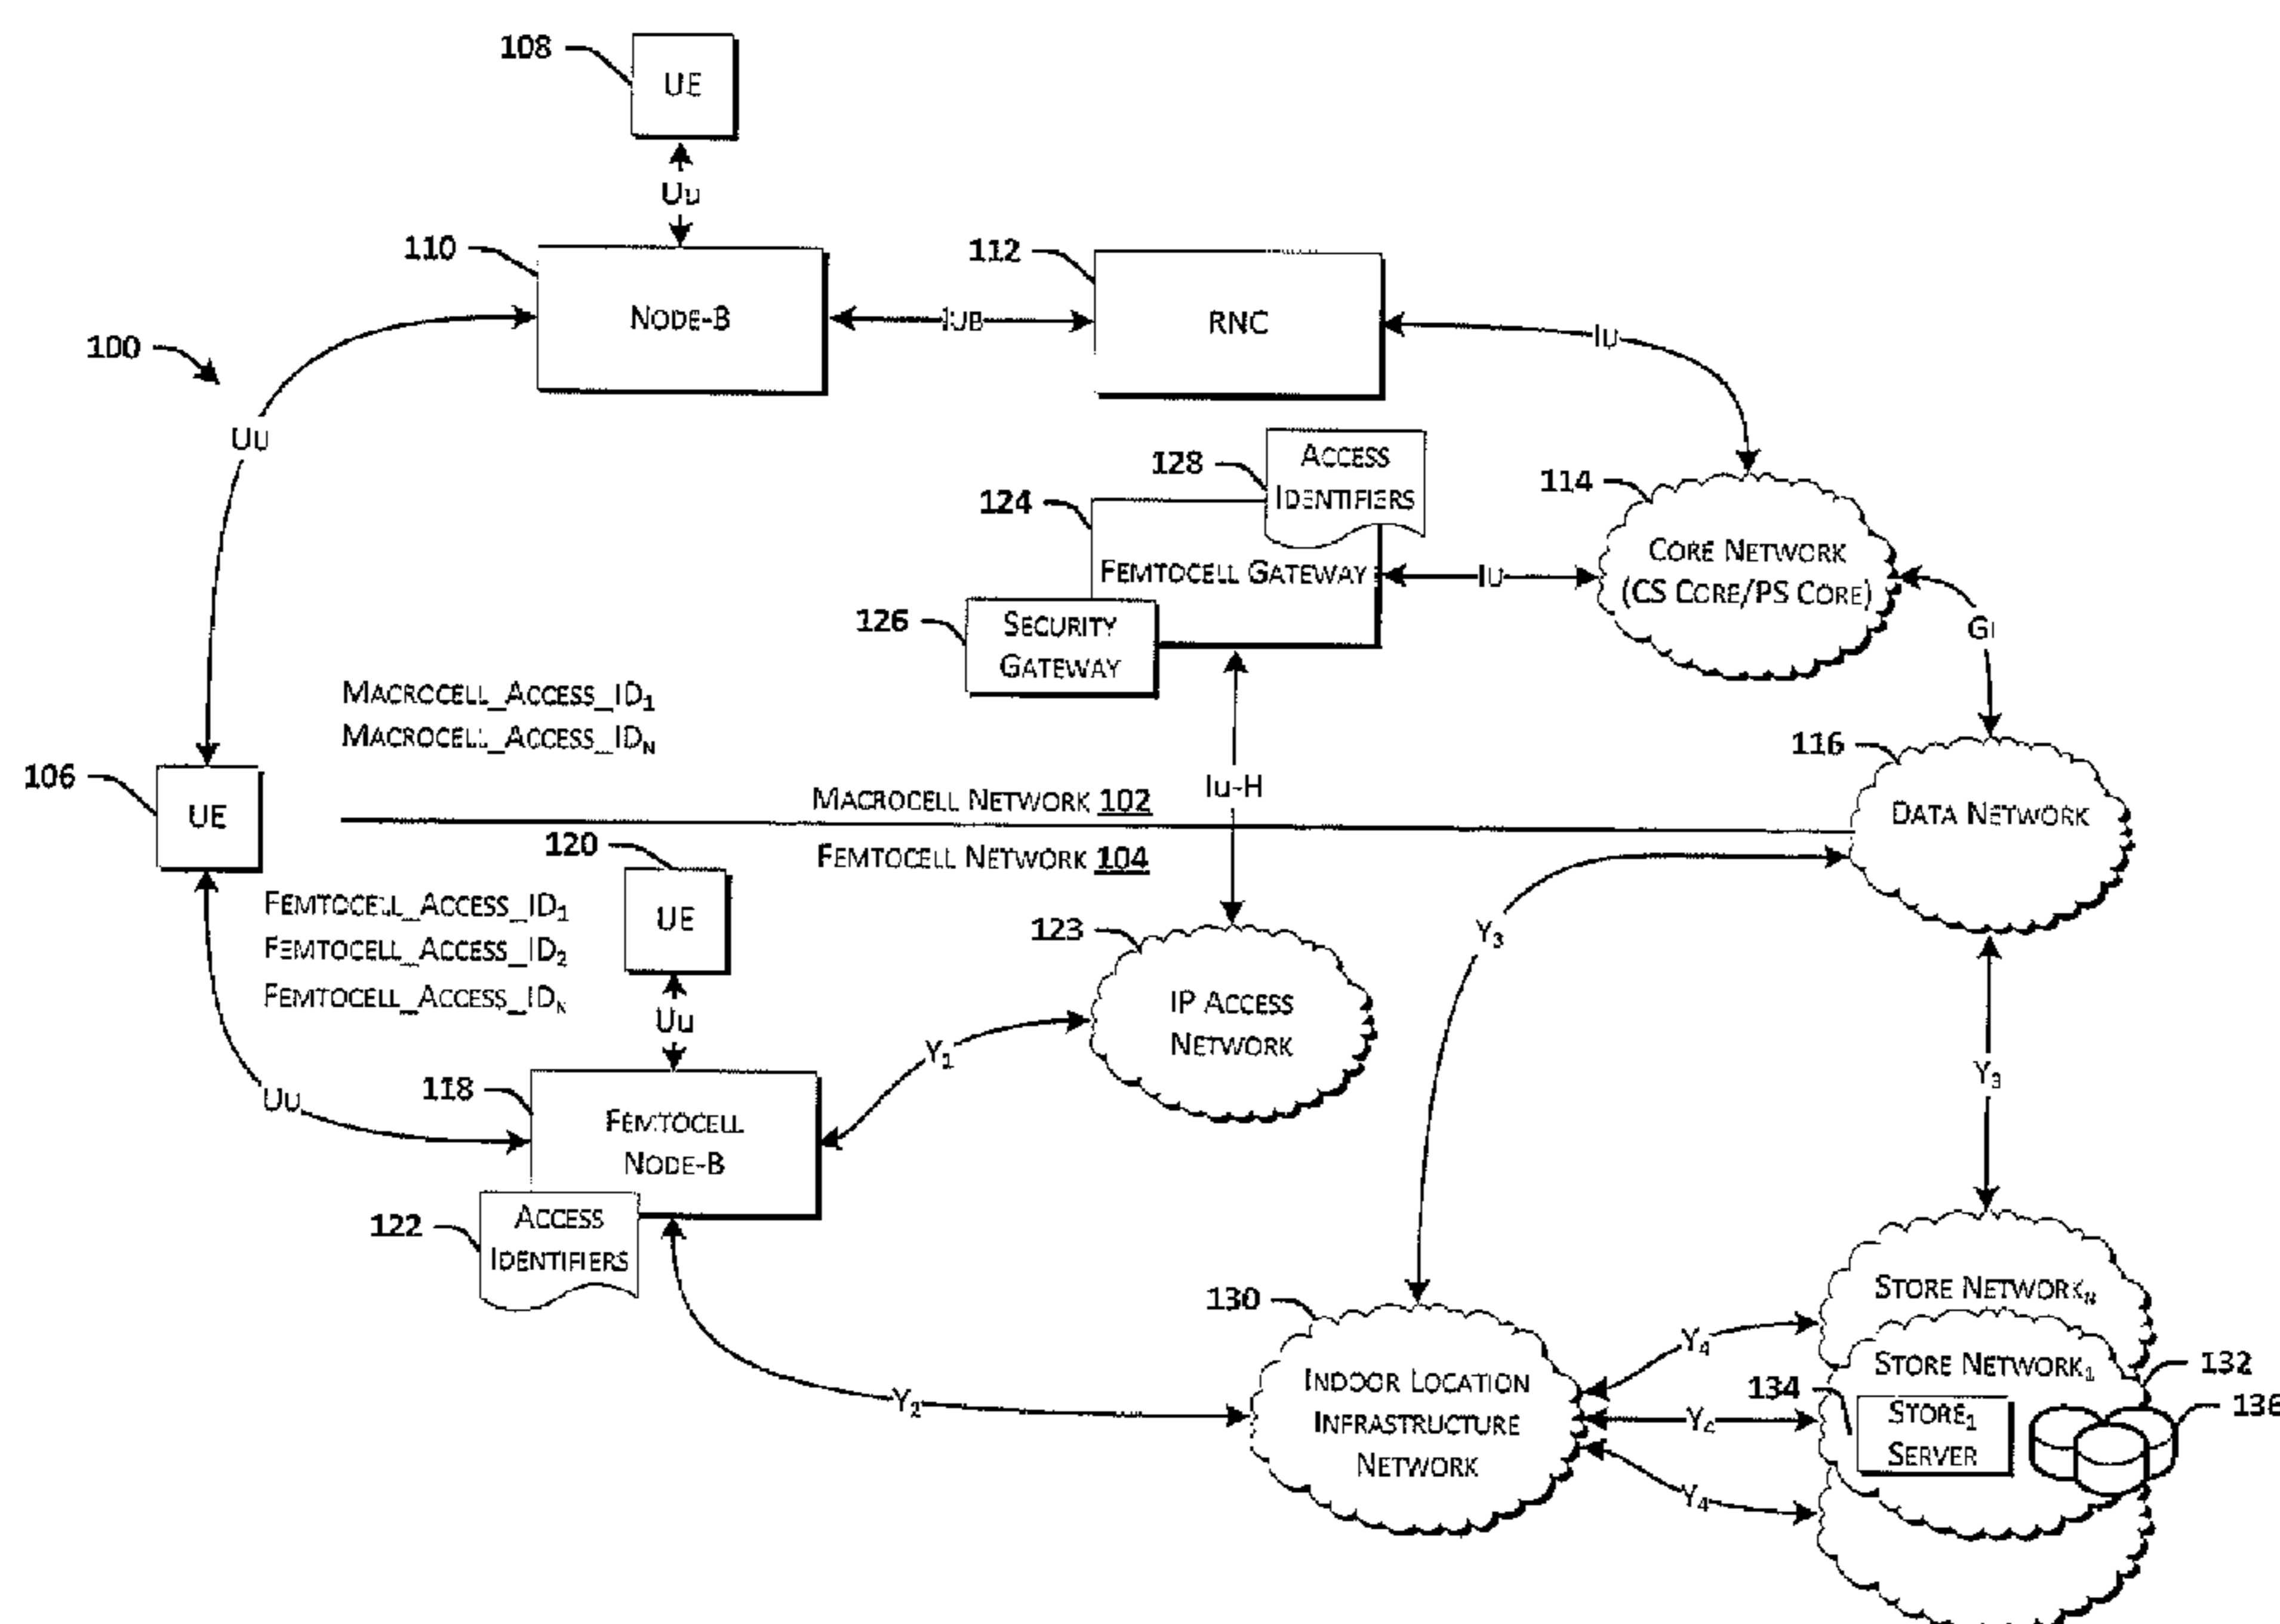 108
UE
Uu
110
NODE-B
IUB
112
RNC
IU
100
UU
128
ACCESS
IDENTIFIERS
124
FEMTOCELL GATEWAY
126
SECURITY
GATEWAY
IU
114
CORE NETWORK
(CS CORE/PS CORE)
GI
MACROCELL_ACCESS_ID1
MACROCELL_ACCESS_IDN
Iu-H
116
DATA NETWORK
106
UE
MACROCELL NETWORK 102
FEMTOCELL NETWORK 104
120
UE
Uu
FEMTOCELL_ACCESS_ID1
FEMTOCELL_ACCESS_ID2
FEMTOCELL_ACCESS_IDN
123
IP ACCESS
NETWORK
Y3
Y1
Y3
UU
118
FEMTOCELL
NODE-B
122
ACCESS
IDENTIFIERS
Y2
130
INDOOR LOCATION
INFRASTRUCTURE
NETWORK
Y4
Y4
Y4
STORE NETWORKN
STORE NETWORK1
132
134
STORE1
SERVER
136